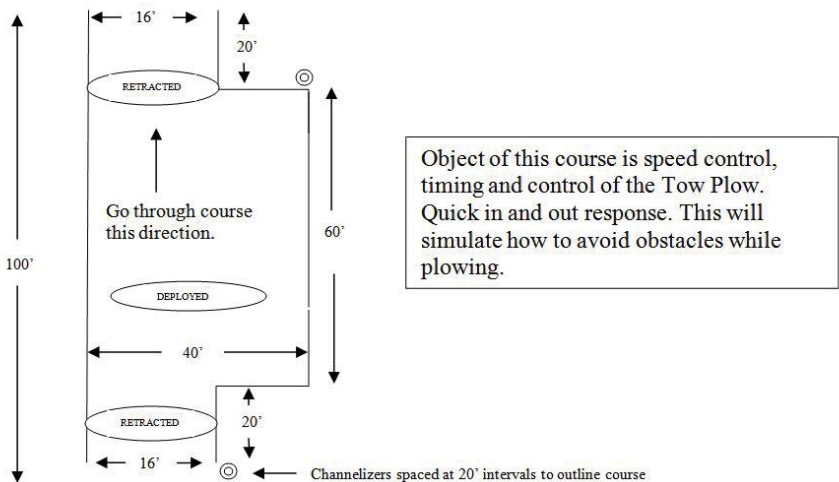 16’
20’
RETRACTED
Go through course
this direction.
60’
100’
DEPLOYED
40’
RETRACTED
20’
16’
Channelizers spaced at 20’ intervals to outline course
Object of this course is speed control,
timing and control of the Tow Plow.
Quick in and out response. This will
simulate how to avoid obstacles while
plowing.